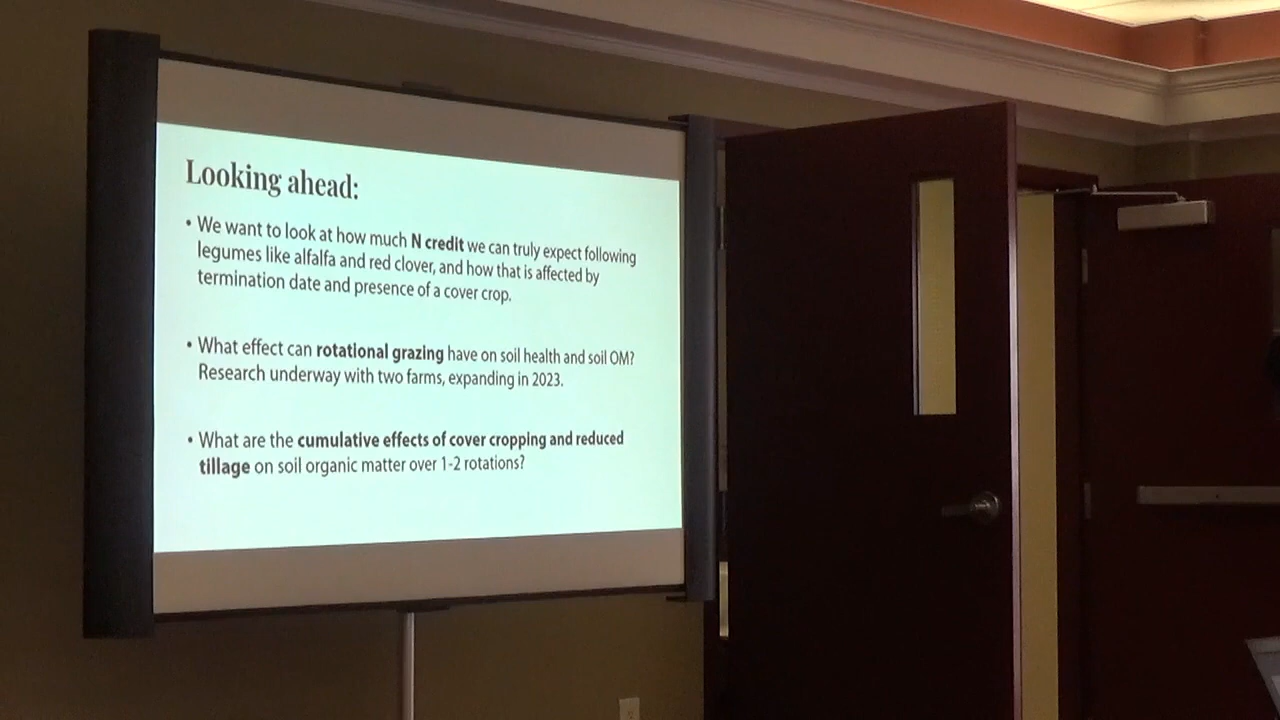 Looking ahead:
• We want to look at how much N credit we can truly expect following
legumes like alfalfa and red clover, and how that is affected by
termination date and presence of a cover crop.
• What effect can rotational grazing have on soil health and soil OM?
Research underway with two farms, expanding in 2023.
• What are the cumulative effects of cover cropping and reduced
tillage on soil organic matter over 1-2 rotations?